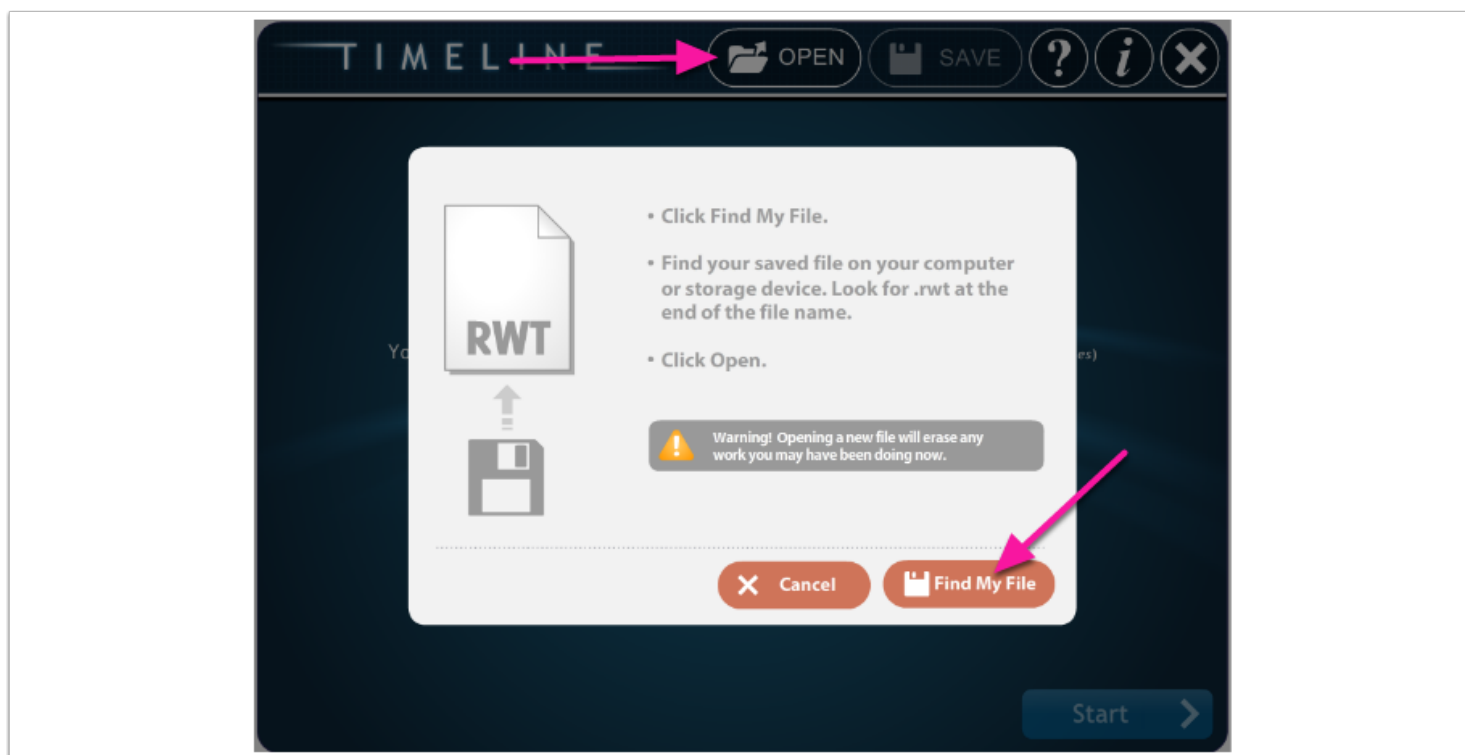 TIMELINE
OPEN
SAVE
?
i
• Click Find My File.
• Find your saved file on your computer
or storage device. Look for .rwt at the
end of the file name.
RWT
Yo
es)
• Click Open.
Warning! Opening a new file will erase any
work you may have been doing now.
Cancel
Find My File
Start